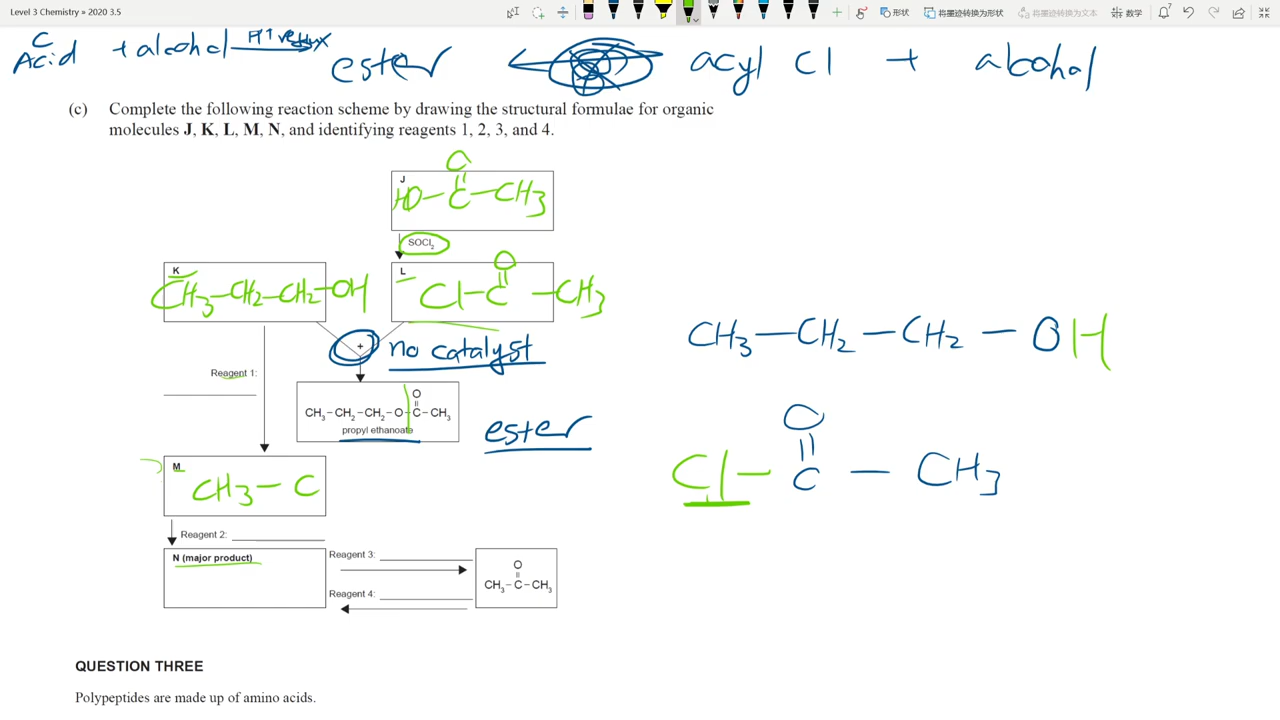 Level 3 Chemistry » 2020 3.5
形状
将墨迹转换为形状
将墨迹转换为文本
数学
C
Acid + alcohol ester acyl Cl + alcohol
(c) Complete the following reaction scheme by drawing the structural formulae for organic
molecules J, K, L, M, N, and identifying reagents 1, 2, 3, and 4.
O
J
HO–C–CH3
SOCl2
K
CH3–CH2–CH2–OH
L
O
Cl–C–CH3
+ no catalyst
CH3—CH2—CH2—OH
Reagent 1:
O
CH3–CH2–CH2–O–C–CH3
propyl ethanoate
ester
O
Cl–C—CH3
M
CH3–C
Reagent 2:
N (major product)
Reagent 3:
O
CH3–C–CH3
Reagent 4:
QUESTION THREE
Polypeptides are made up of amino acids.